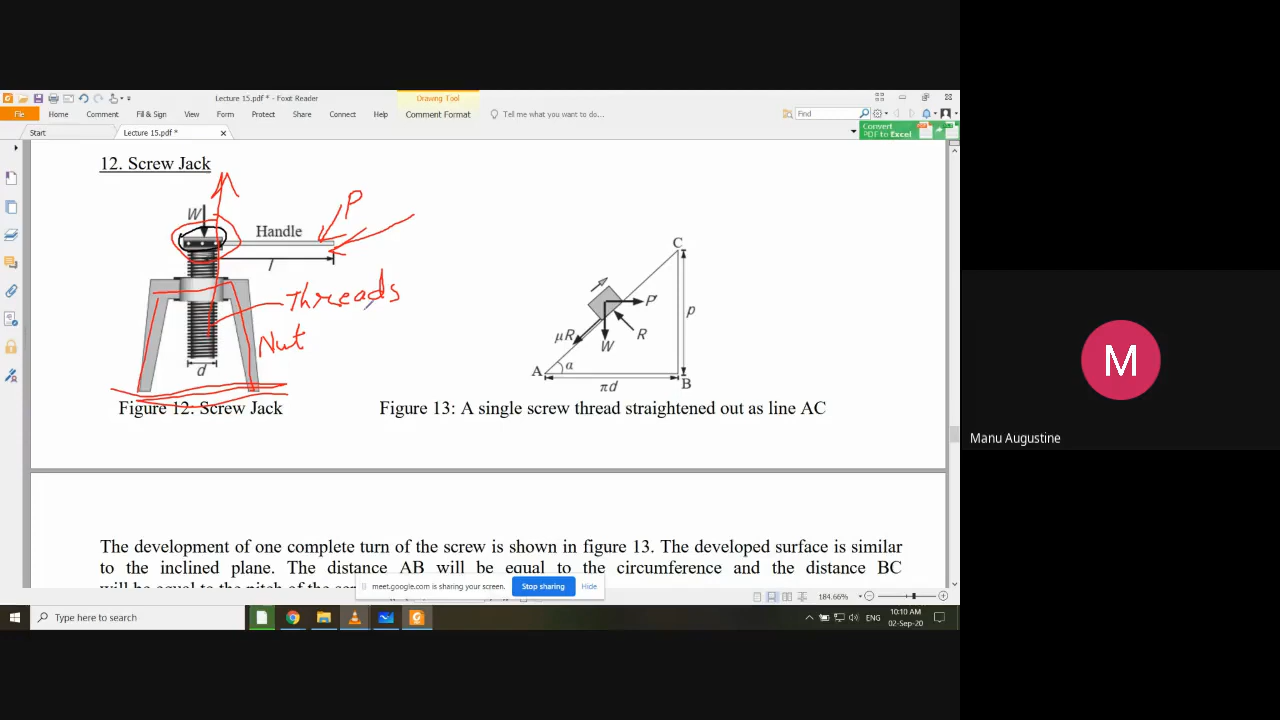 Lecture 15.pdf * - Foxit Reader
Drawing Tool
File
Home
Comment
Fill & Sign
View
Form
Protect
Share
Connect
Help
Comment Format
Tell me what you want to do...
Find
Start
Lecture 15.pdf *
Convert
PDF to Excel
12. Screw Jack
W
Handle
P
l
Threads
Nut
d
Figure 12: Screw Jack
C
P'
p
μR
R
W
A
α
B
πd
Figure 13: A single screw thread straightened out as line AC
The development of one complete turn of the screw is shown in figure 13. The developed surface is similar
to the inclined plane. The distance AB will be equal to the circumference and the distance BC
meet.google.com is sharing your screen.
Stop sharing
Hide
184.66%
Type here to search
ENG
10:10 AM
02-Sep-20
M
Manu Augustine